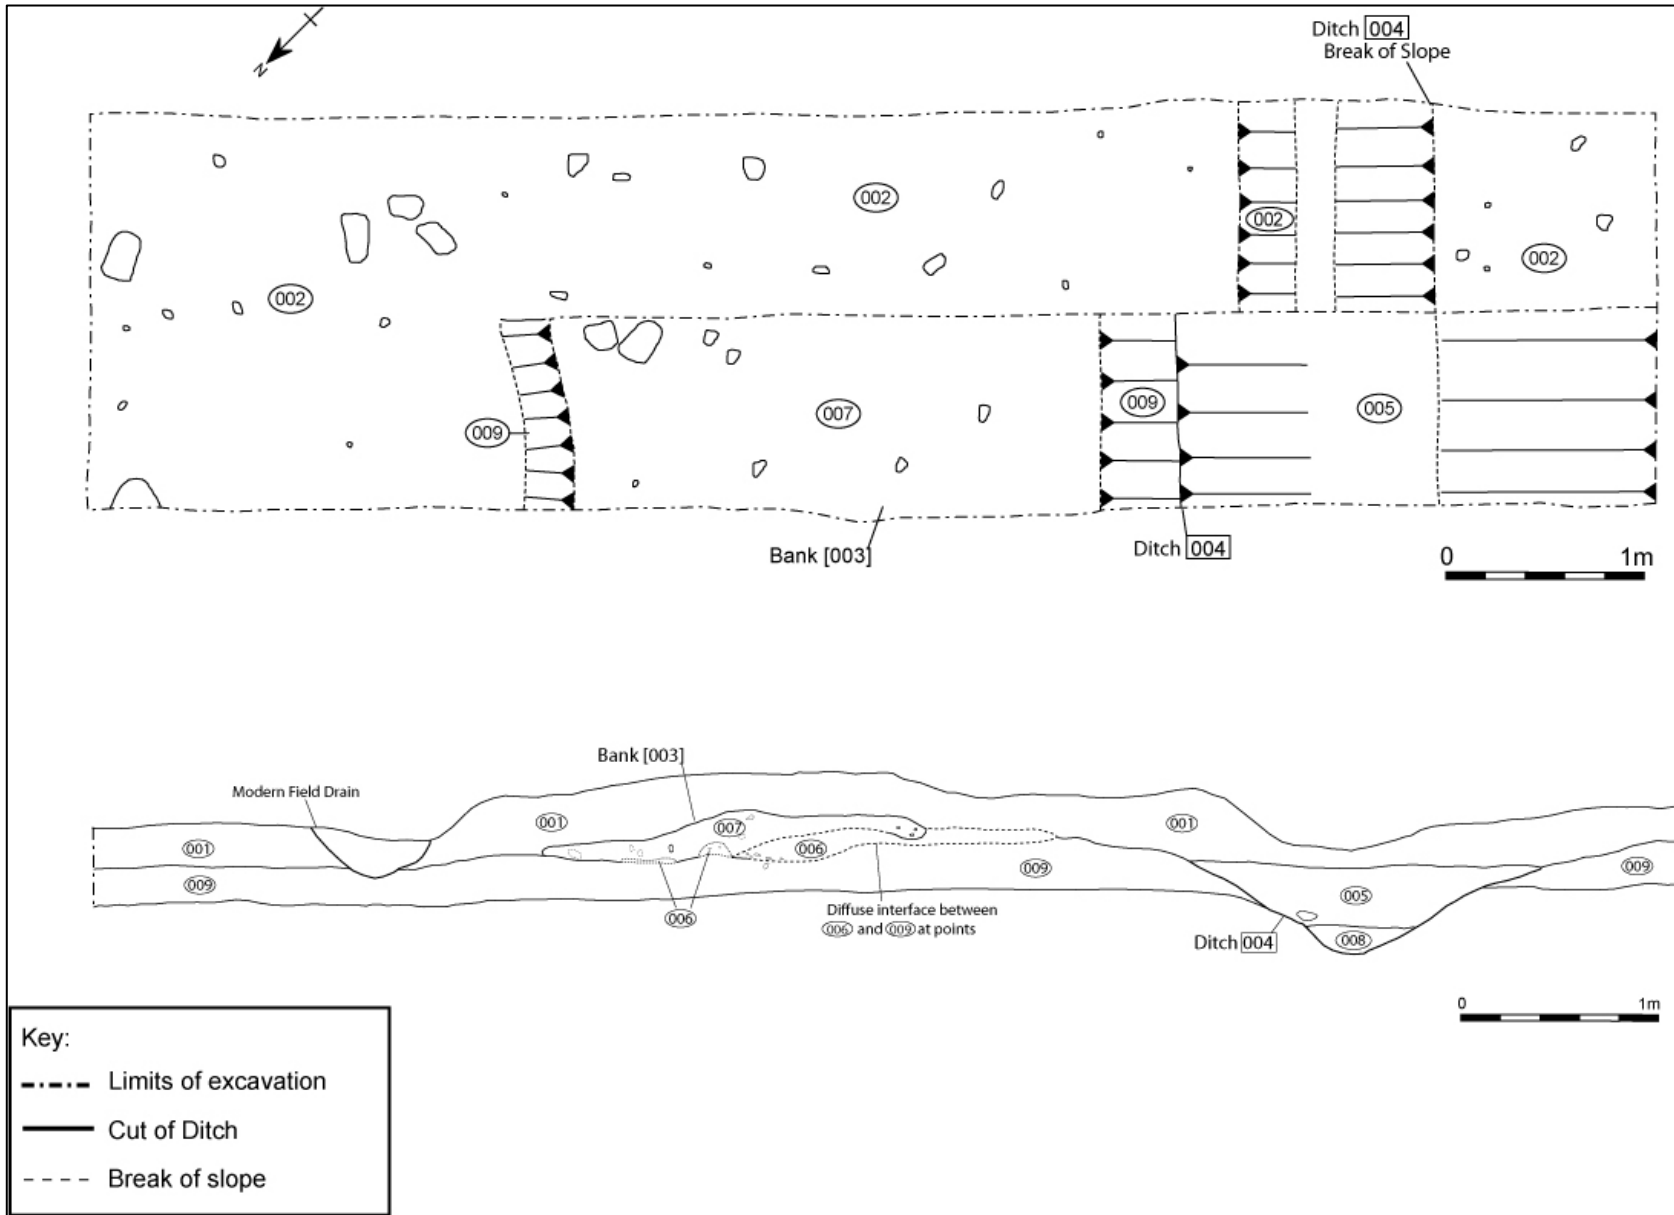 N
Ditch 004
Break of Slope
002
002
002
002
009
007
009
005
Bank [003]
Ditch 004
0 1m
Bank [003]
Modern Field Drain
001
001
007
001
006
009
009
009
005
006
Diffuse interface between
006 and 009 at points
Ditch 004
008
0 1m
Key:
Limits of excavation
Cut of Ditch
Break of slope